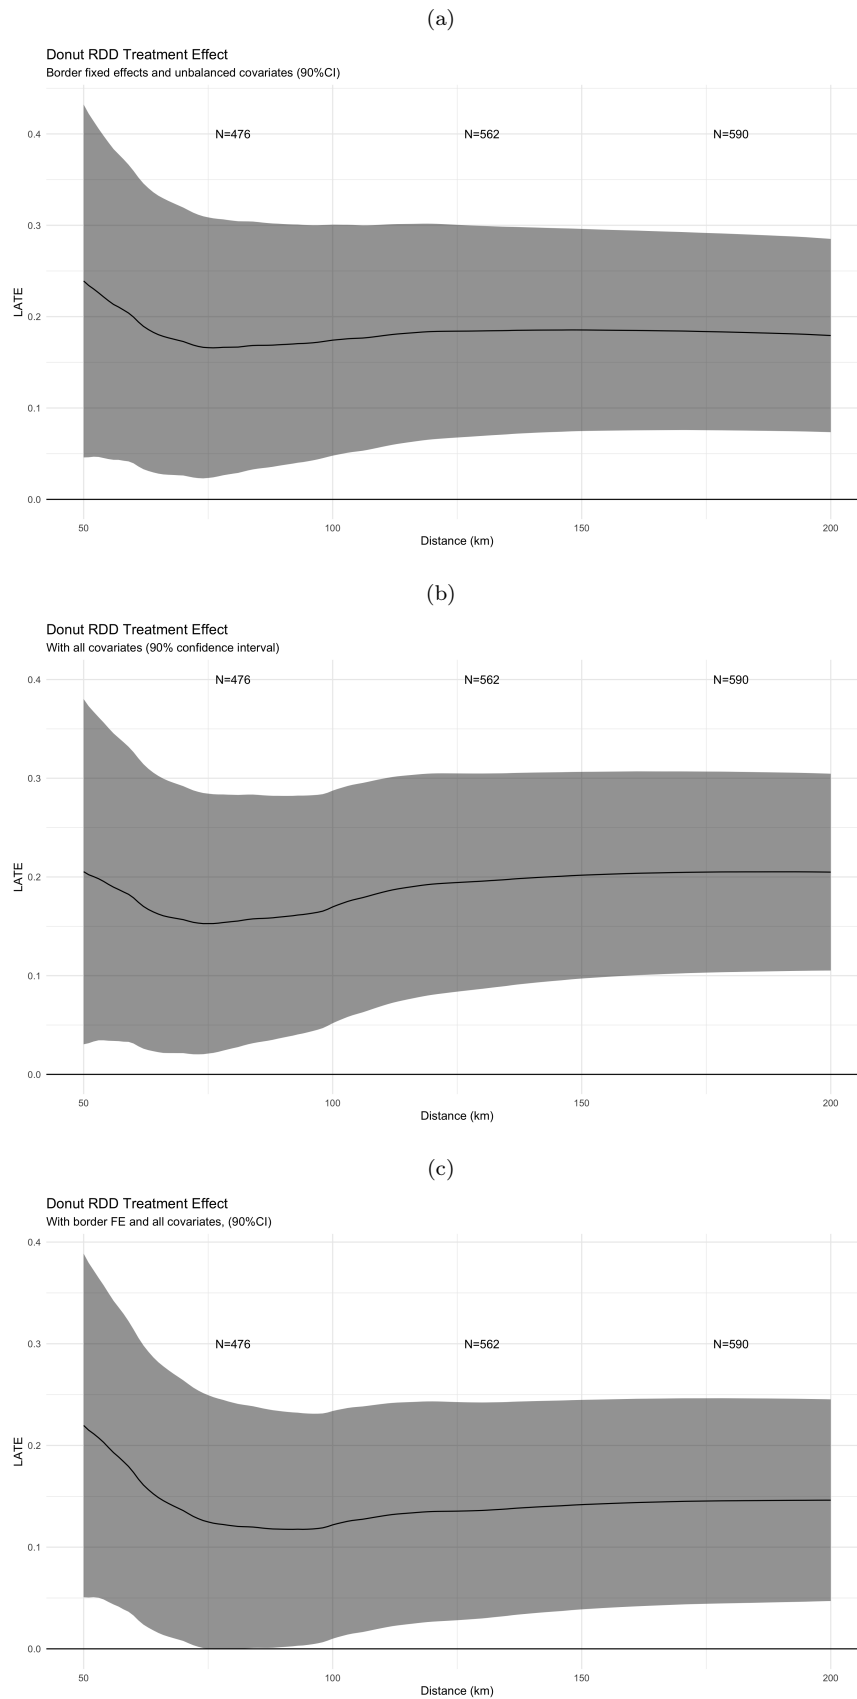 (a)
Donut RDD Treatment Effect
Border fixed effects and unbalanced covariates (90%CI)
N=476 N=562 N=590
0.4
0.3
0.2
0.1
0.0
LATE
50 100 150 200
Distance (km)
(b)
Donut RDD Treatment Effect
With all covariates (90% confidence interval)
N=476 N=562 N=590
0.4
0.3
0.2
0.1
0.0
LATE
50 100 150 200
Distance (km)
(c)
Donut RDD Treatment Effect
With border FE and all covariates, (90%CI)
0.4
N=476 N=562 N=590
0.3
0.2
0.1
0.0
LATE
50 100 150 200
Distance (km)